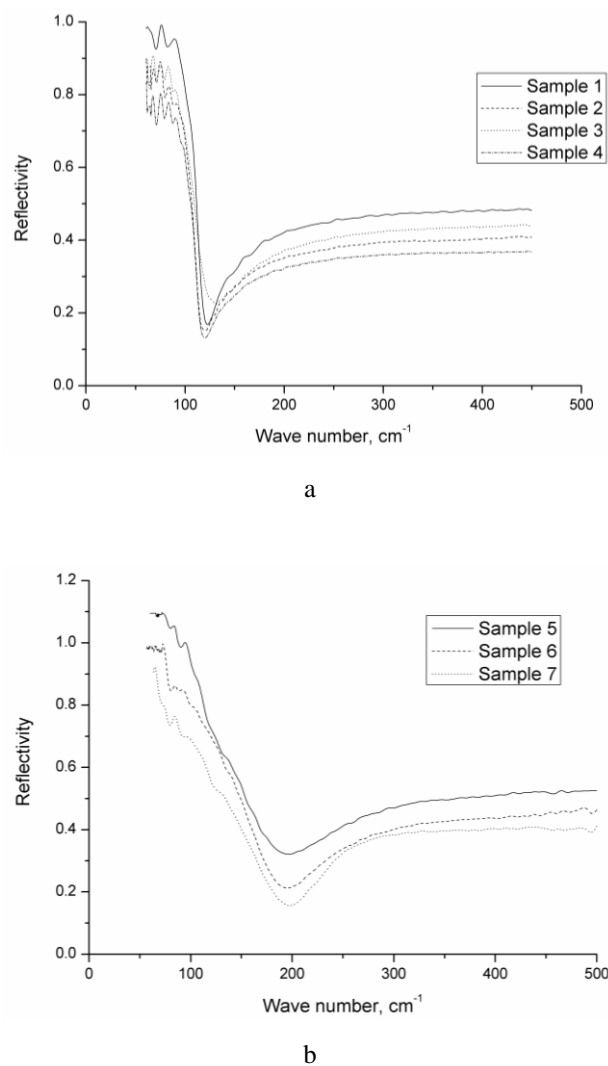 1.0
0.8
0.6
0.4
0.2
0.0
Reflectivity
Sample 1
Sample 2
Sample 3
Sample 4
0 100 200 300 400 500
Wave number, cm⁻¹
a
1.2
1.0
0.8
0.6
0.4
0.2
0.0
Reflectivity
Sample 5
Sample 6
Sample 7
0 100 200 300 400 500
Wave number, cm⁻¹
b